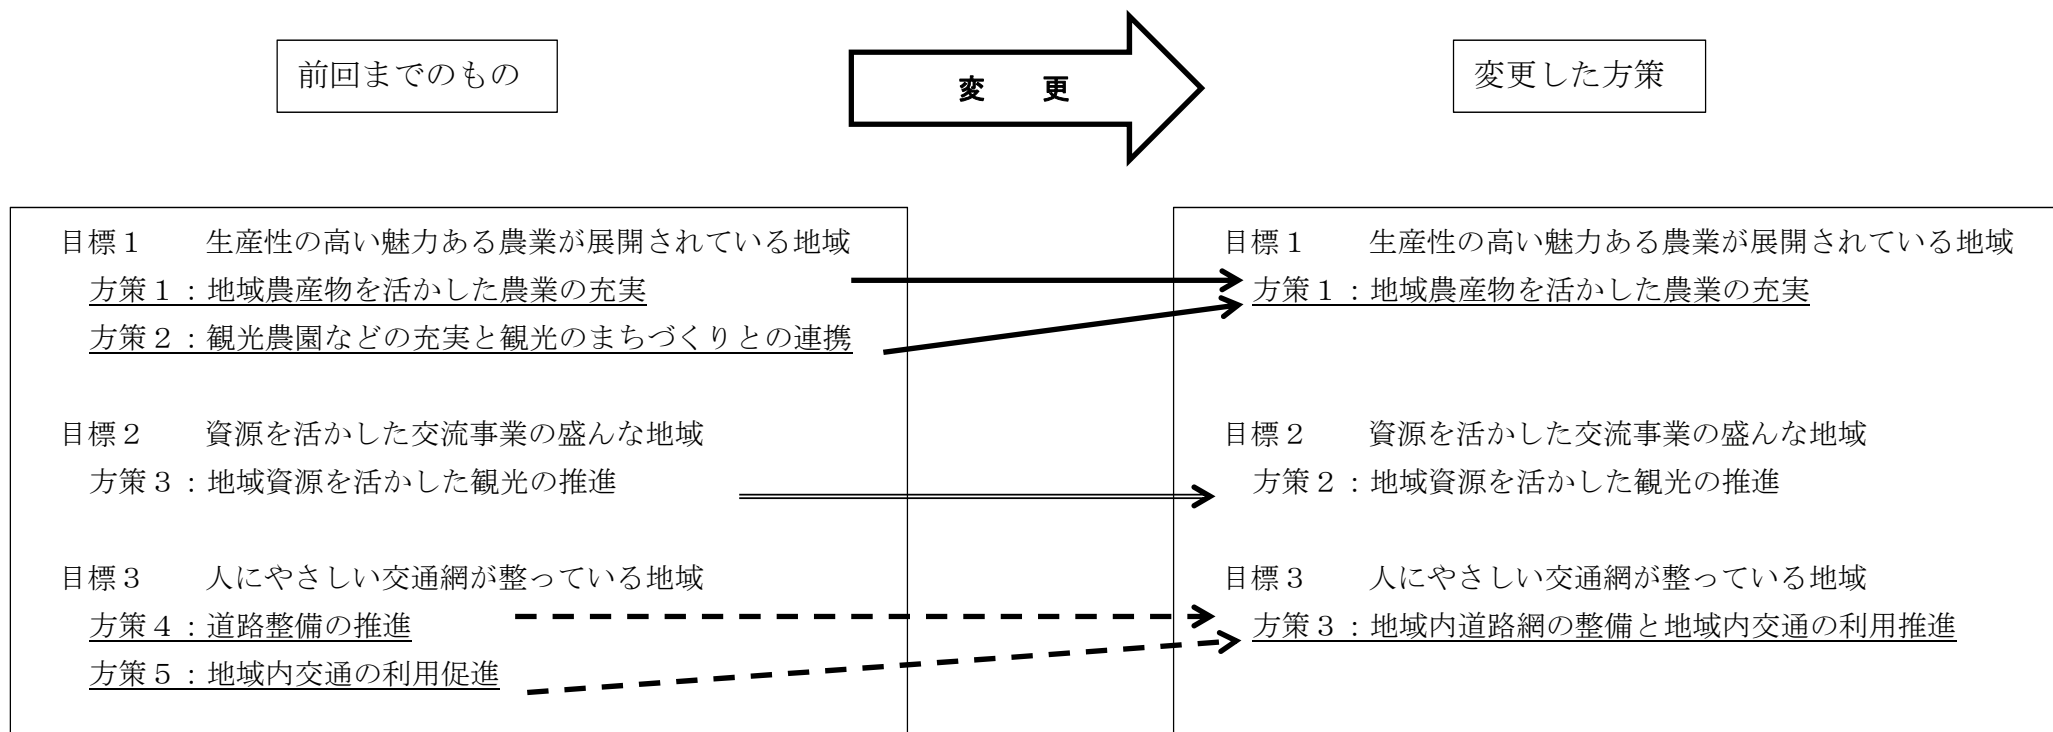 前回までのもの
変　更
変更した方策
目標１　　生産性の高い魅力ある農業が展開されている地域
方策１：地域農産物を活かした農業の充実
方策２：観光農園などの充実と観光のまちづくりとの連携
目標２　　資源を活かした交流事業の盛んな地域
方策３：地域資源を活かした観光の推進
目標３　　人にやさしい交通網が整っている地域
方策４：道路整備の推進
方策５：地域内交通の利用促進
目標１　　生産性の高い魅力ある農業が展開されている地域
方策１：地域農産物を活かした農業の充実
目標２　　資源を活かした交流事業の盛んな地域
方策２：地域資源を活かした観光の推進
目標３　　人にやさしい交通網が整っている地域
方策３：地域内道路網の整備と地域内交通の利用推進